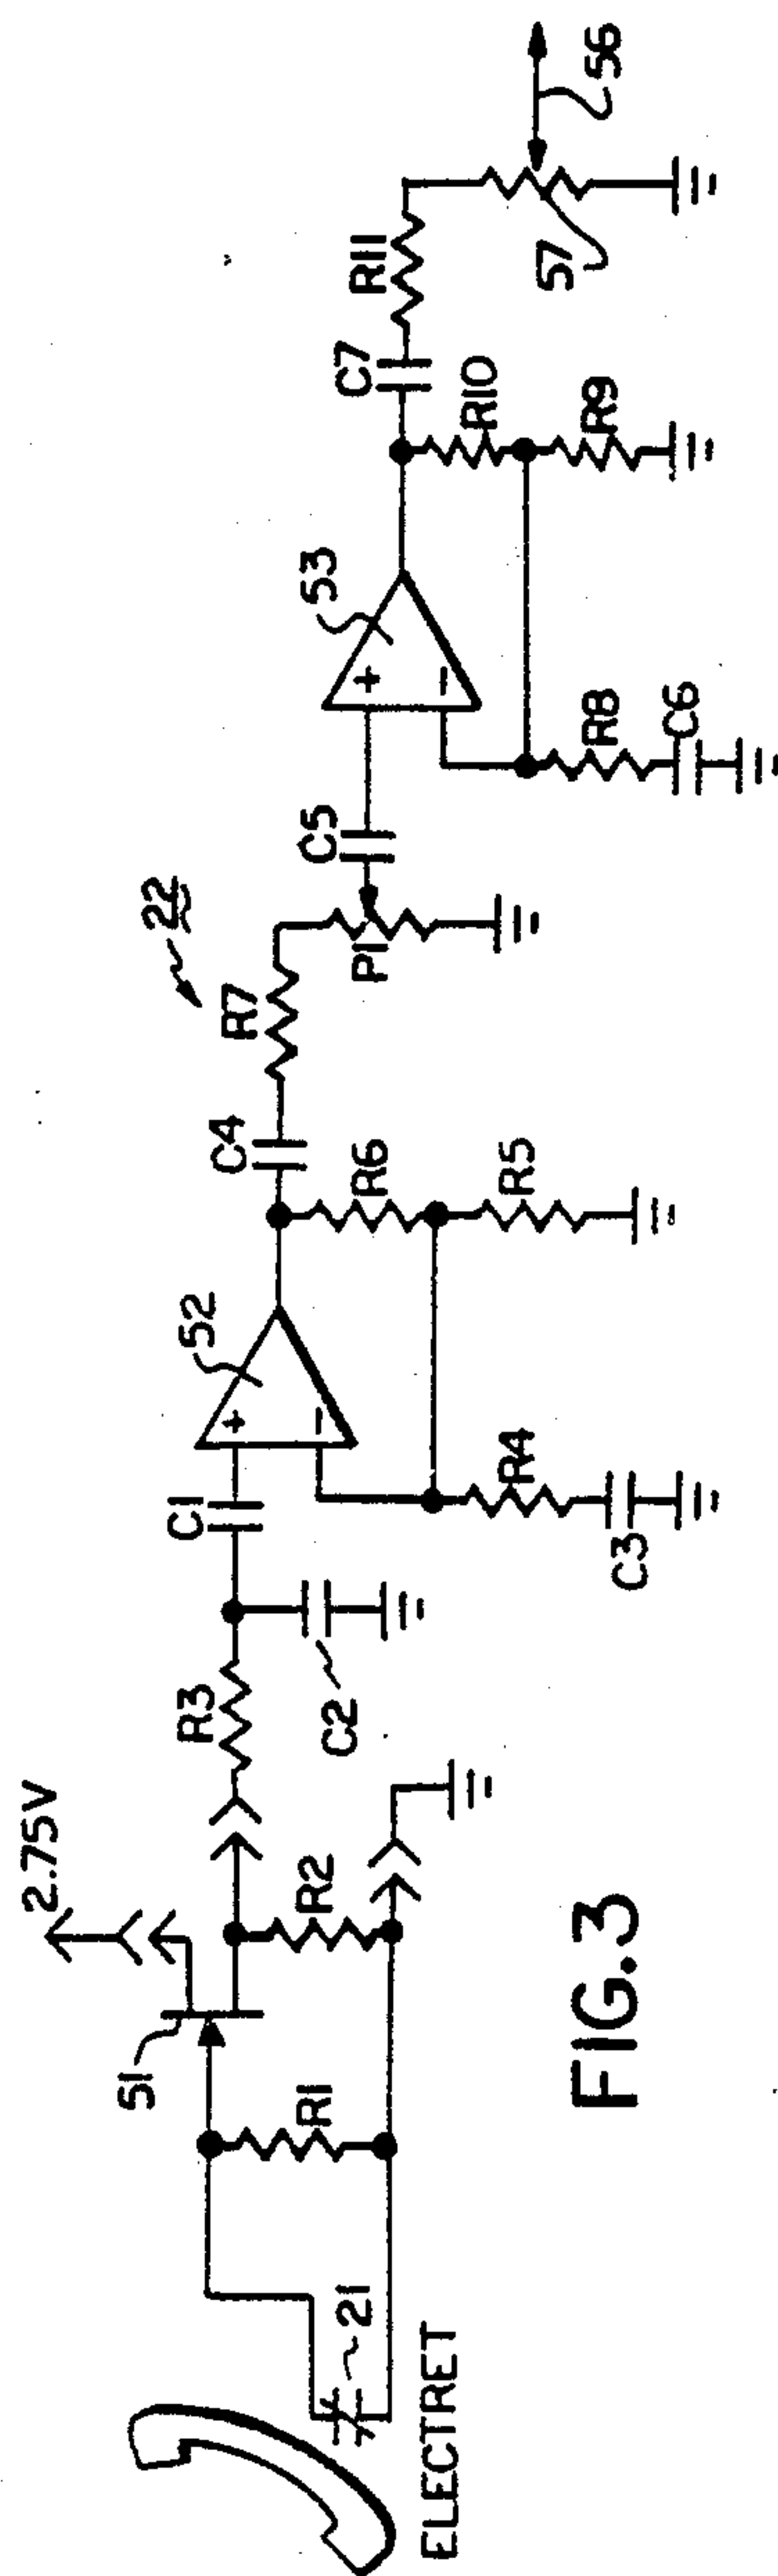 ELECTRET
21
51
2.75V
R1
R2
R3
C2
C1
52
+
−
R4
C3
R6
R5
C4
R7
22
P1
C5
53
+
−
R8
C6
R10
R9
C7
R11
57
56
FIG.3